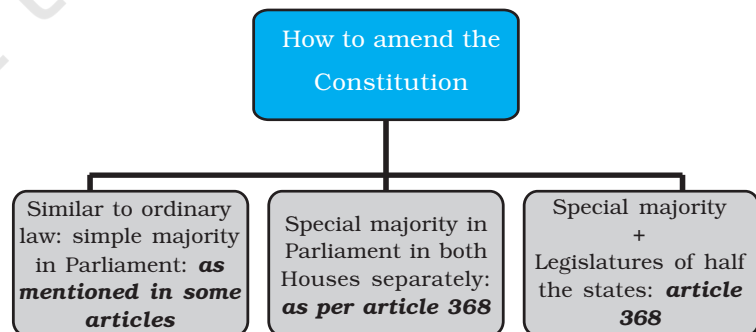 How to amend the
Constitution
Similar to ordinary
law: simple majority
in Parliament: as
mentioned in some
articles
Special majority in
Parliament in both
Houses separately:
as per article 368
Special majority
+
Legislatures of half
the states: article
368